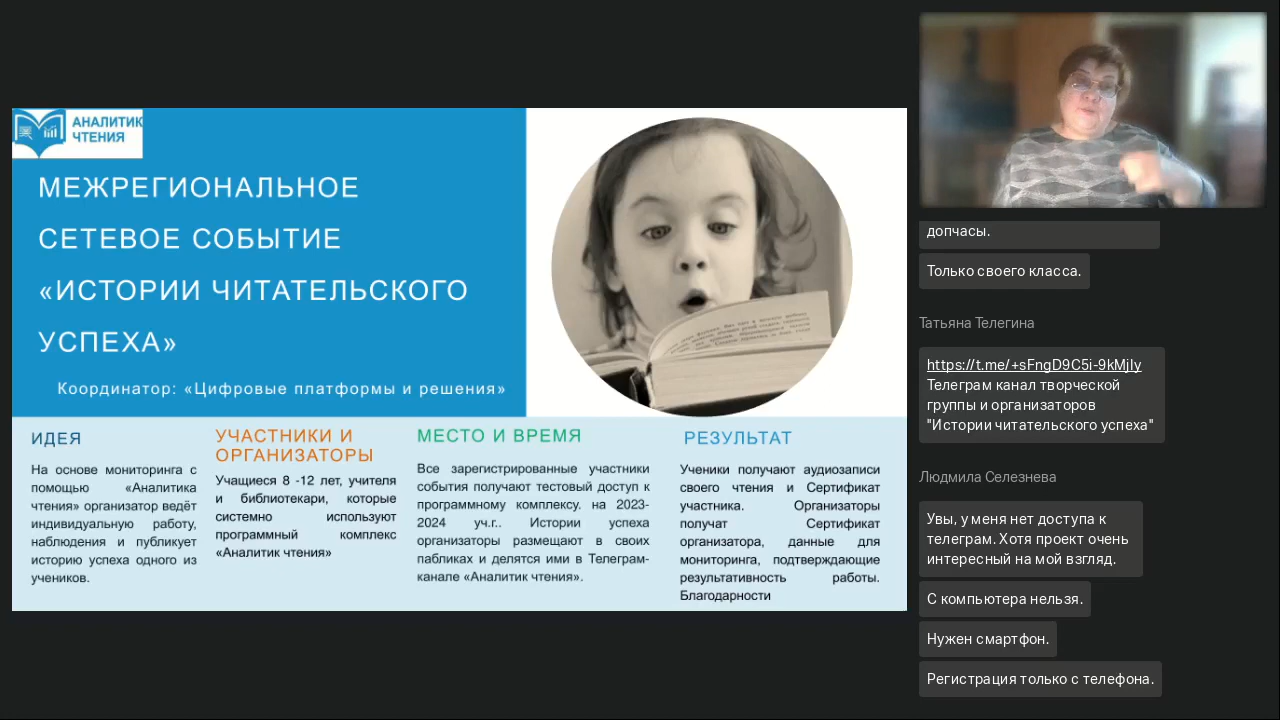 АНАЛИТИК
ЧТЕНИЯ
МЕЖРЕГИОНАЛЬНОЕ
СЕТЕВОЕ СОБЫТИЕ
«ИСТОРИИ ЧИТАТЕЛЬСКОГО
УСПЕХА»
Координатор: «Цифровые платформы и решения»
ИДЕЯ
На основе мониторинга с
помощью «Аналитика
чтения» организатор ведёт
индивидуальную работу,
наблюдения и публикует
историю успеха одного из
учеников.
УЧАСТНИКИ И
ОРГАНИЗАТОРЫ
Учащиеся 8 -12 лет, учителя
и библиотекари, которые
системно используют
программный комплекс
«Аналитик чтения»
МЕСТО И ВРЕМЯ
Все зарегистрированные участники
события получают тестовый доступ к
программному комплексу. на 2023-
2024 уч.г.. Истории успеха
организаторы размещают в своих
пабликах и делятся ими в Телеграм-
канале «Аналитик чтения».
РЕЗУЛЬТАТ
Ученики получают аудиозаписи
своего чтения и Сертификат
участника. Организаторы
получат Сертификат
организатора, данные для
мониторинга, подтверждающие
результативность работы.
Благодарности
допчасы.
Только своего класса.
Татьяна Телегина
https://t.me/+sFngD9C5i-9kMjIy
Телеграм канал творческой
группы и организаторов
"Истории читательского успеха"
Людмила Селезнева
Увы, у меня нет доступа к
телеграм. Хотя проект очень
интересный на мой взгляд.
С компьютера нельзя.
Нужен смартфон.
Регистрация только с телефона.